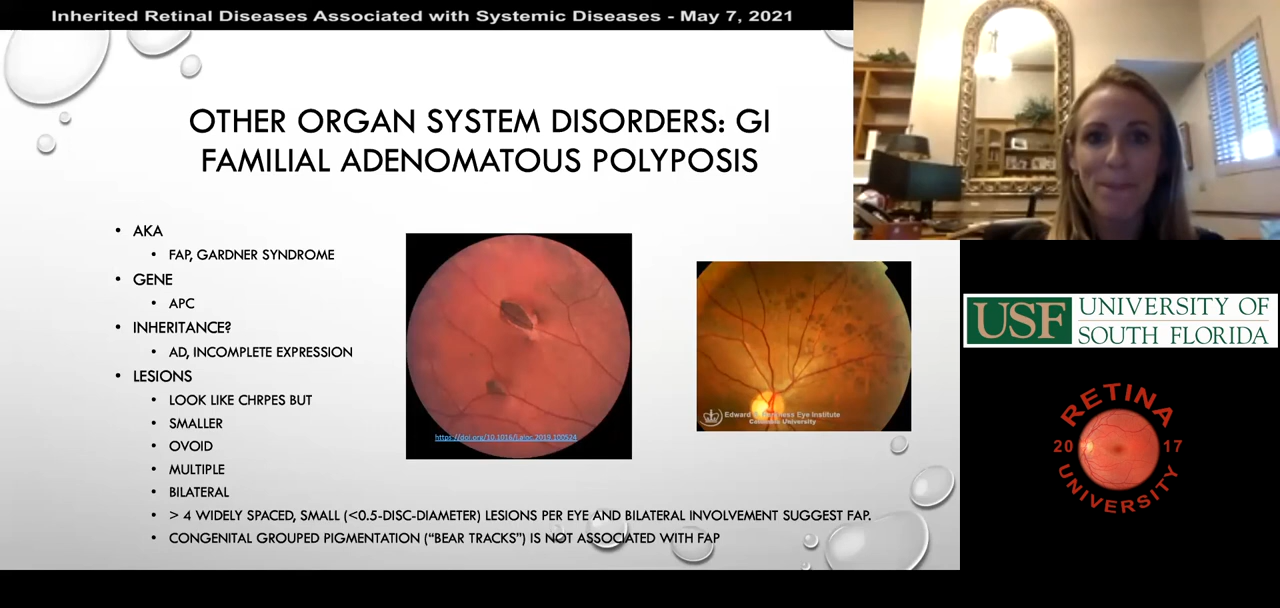 Inherited Retinal Diseases Associated with Systemic Diseases - May 7, 2021
OTHER ORGAN SYSTEM DISORDERS: GI
FAMILIAL ADENOMATOUS POLYPOSIS
• AKA
• FAP, GARDNER SYNDROME
• GENE
• APC
• INHERITANCE?
• AD, INCOMPLETE EXPRESSION
• LESIONS
• LOOK LIKE CHRPES BUT
• SMALLER
• OVOID
• MULTIPLE
• BILATERAL
• > 4 WIDELY SPACED, SMALL (<0.5-DISC-DIAMETER) LESIONS PER EYE AND BILATERAL INVOLVEMENT SUGGEST FAP.
• CONGENITAL GROUPED PIGMENTATION ("BEAR TRACKS") IS NOT ASSOCIATED WITH FAP
Edward Eye Institute
Columbia University
USF UNIVERSITY OF
SOUTH FLORIDA
RETINA
20 17
UNIVERSITY